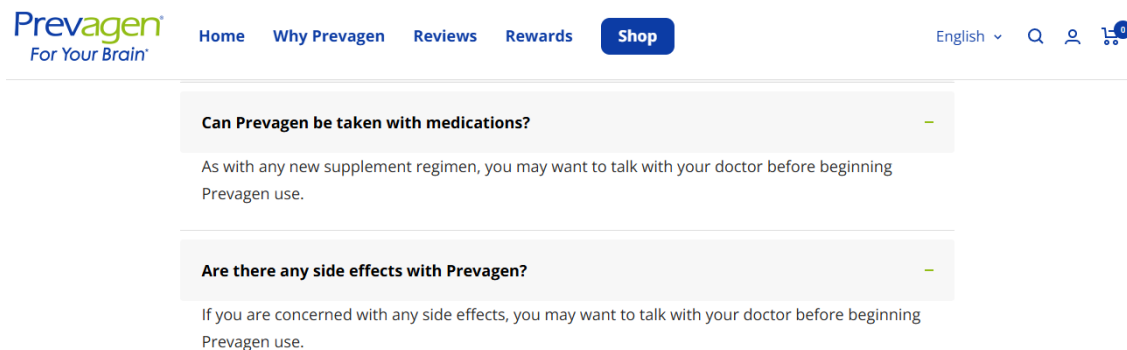 Prevagen®
For Your Brain®
Home Why Prevagen Reviews Rewards Shop English 0
Can Prevagen be taken with medications?
As with any new supplement regimen, you may want to talk with your doctor before beginning
Prevagen use.
Are there any side effects with Prevagen?
If you are concerned with any side effects, you may want to talk with your doctor before beginning
Prevagen use.